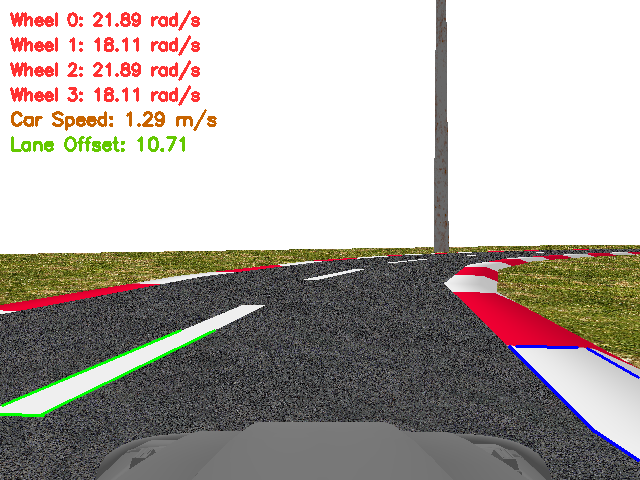 Wheel 0: 21.89 rad/s
Wheel 1: 18.11 rad/s
Wheel 2: 21.89 rad/s
Wheel 3: 18.11 rad/s
Car Speed: 1.29 m/s
Lane Offset: 10.71